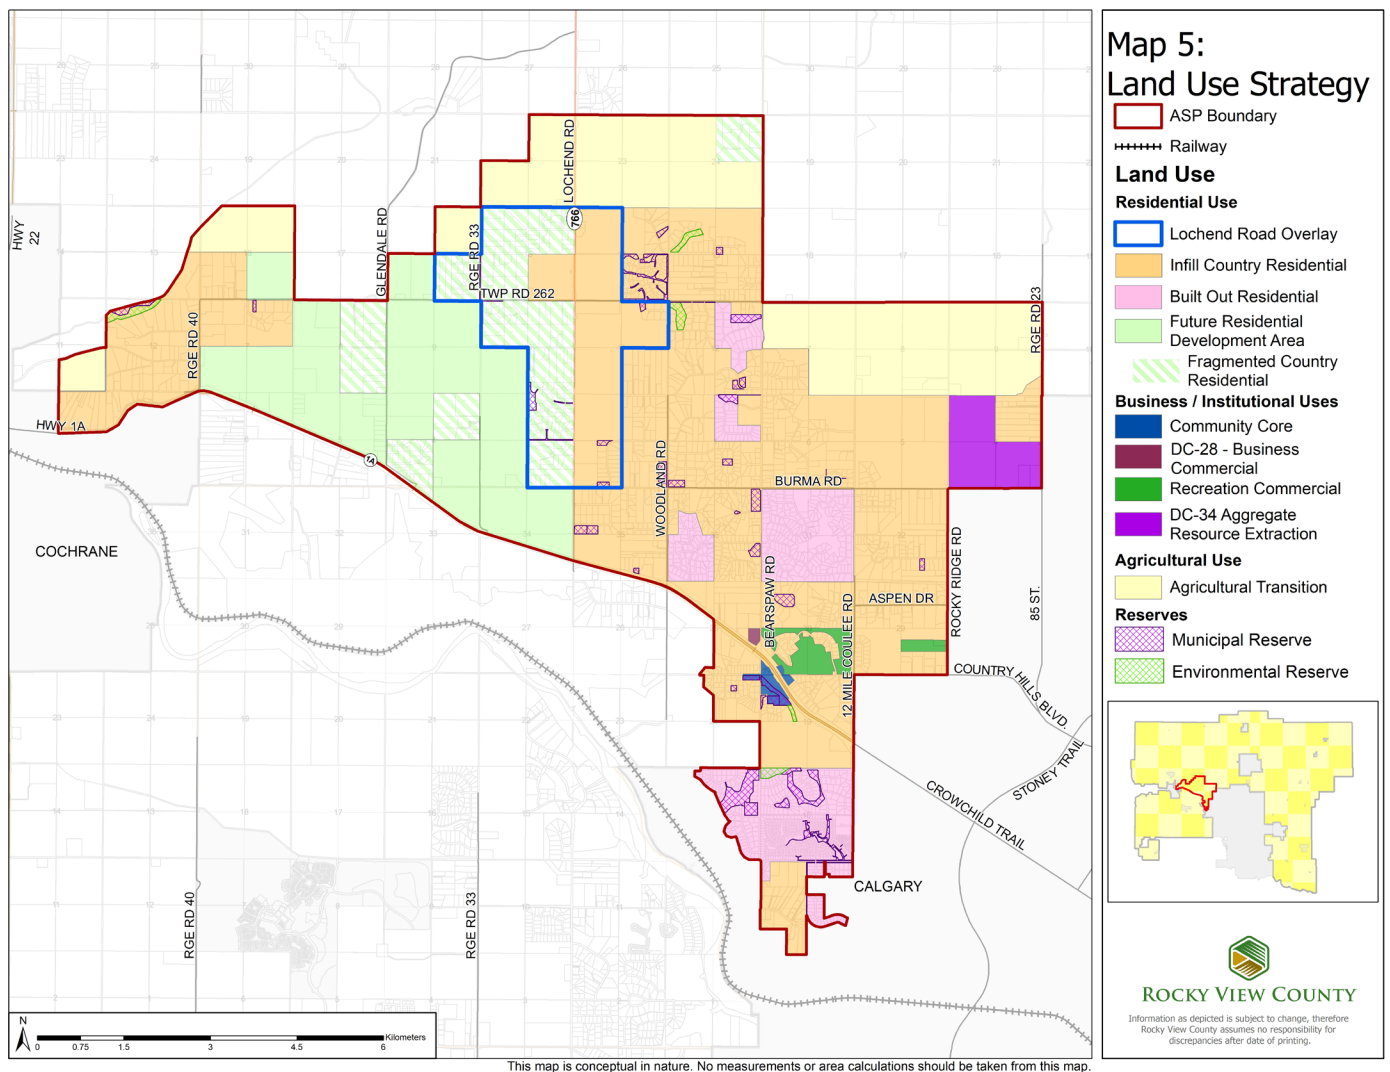 Map 5:
Land Use Strategy
ASP Boundary
Railway
Land Use
Residential Use
Lochend Road Overlay
Infill Country Residential
Built Out Residential
Future Residential
Development Area
Fragmented Country
Residential
Business / Institutional Uses
Community Core
DC-28 - Business
Commercial
Recreation Commercial
DC-34 Aggregate
Resource Extraction
Agricultural Use
Agricultural Transition
Reserves
Municipal Reserve
Environmental Reserve
ROCKY VIEW COUNTY
Information as depicted is subject to change, therefore
Rocky View County assumes no responsibility for
discrepancies after date of printing.
HWY
22
GLENDALE RD
RGE RD 33
LOCHEND RD
766
TWP RD 262
RGE RD 40
RGE RD 23
HWY 1A
1A
WOODLAND RD
BURMA RD
COCHRANE
BEARSPAW RD
ROCKY RIDGE RD
85 ST.
ASPEN DR
12 MILE COULEE RD
COUNTRY HILLS BLVD.
STONEY TRAIL
CROWCHILD TRAIL
CALGARY
RGE RD 40
RGE RD 33
N
0 0.75 1.5 3 4.5 6
Kilometers
This map is conceptual in nature. No measurements or area calculations should be taken from this map.